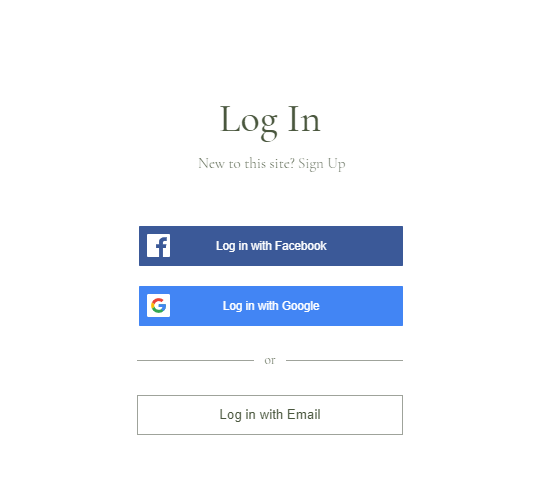 Log In
New to this site? Sign Up
Log in with Facebook
Log in with Google
or
Log in with Email